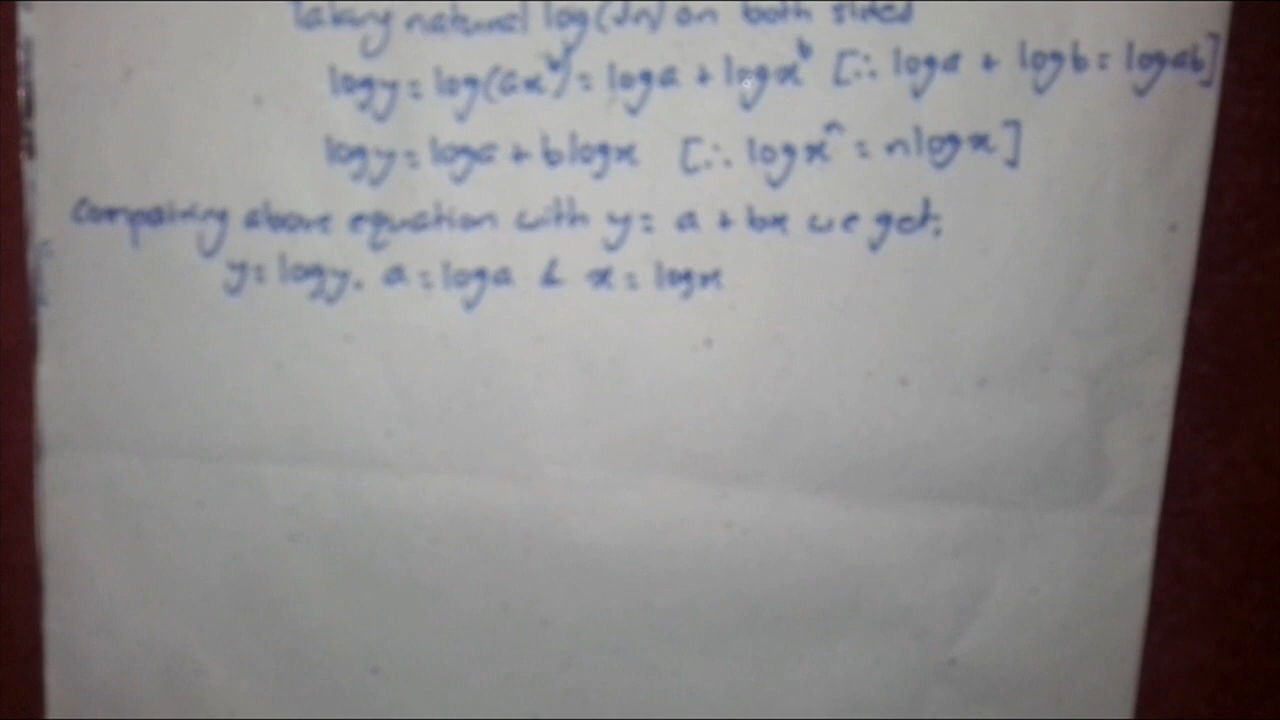 Taking natural log(ln) on both sides
logy = log(ax^b) = loga + logx^b [∵ loga + logb = logab]
logy = loga + blogx [∴ logx^n = nlogx]
Comparing above equation with y = a + bx we get;
y = logy, a = loga & x = logx